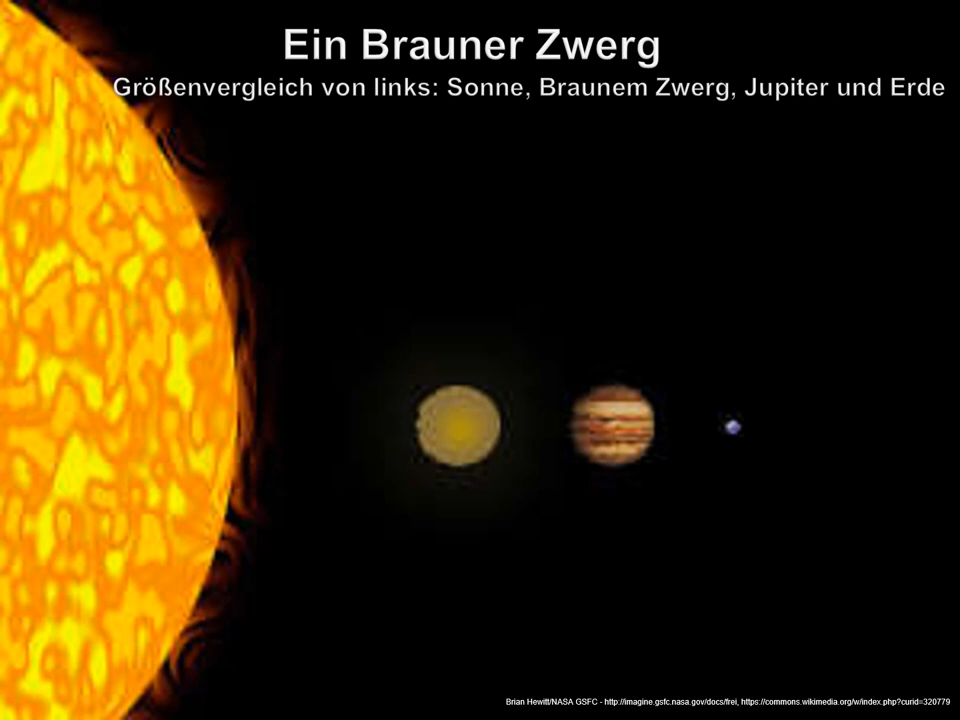 Ein Brauner Zwerg
Größenvergleich von links: Sonne, Braunem Zwerg, Jupiter und Erde
Brian Hewitt/NASA GSFC - http://imagine.gsfc.nasa.gov/docs/frei, https://commons.wikimedia.org/w/index.php?curid=320779